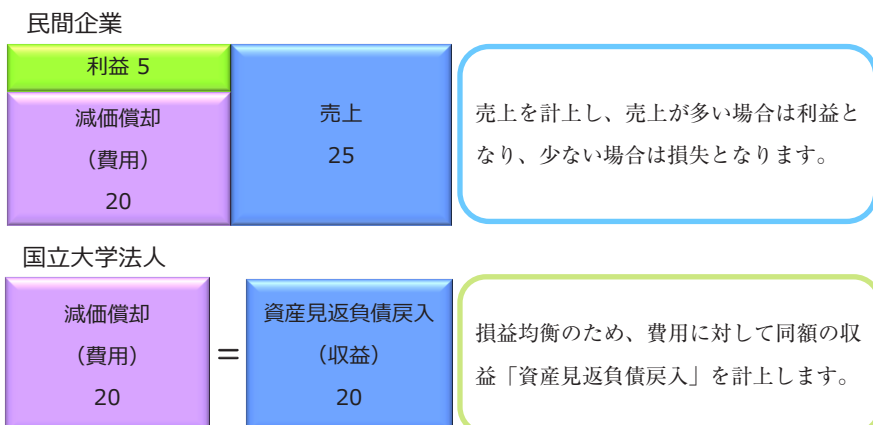 民間企業
利益 5
減価償却
（費用）
20
売上
25
売上を計上し、売上が多い場合は利益と
なり、少ない場合は損失となります。
国立大学法人
減価償却
（費用）
20
＝
資産見返負債戻入
（収益）
20
損益均衡のため、費用に対して同額の収
益「資産見返負債戻入」を計上します。